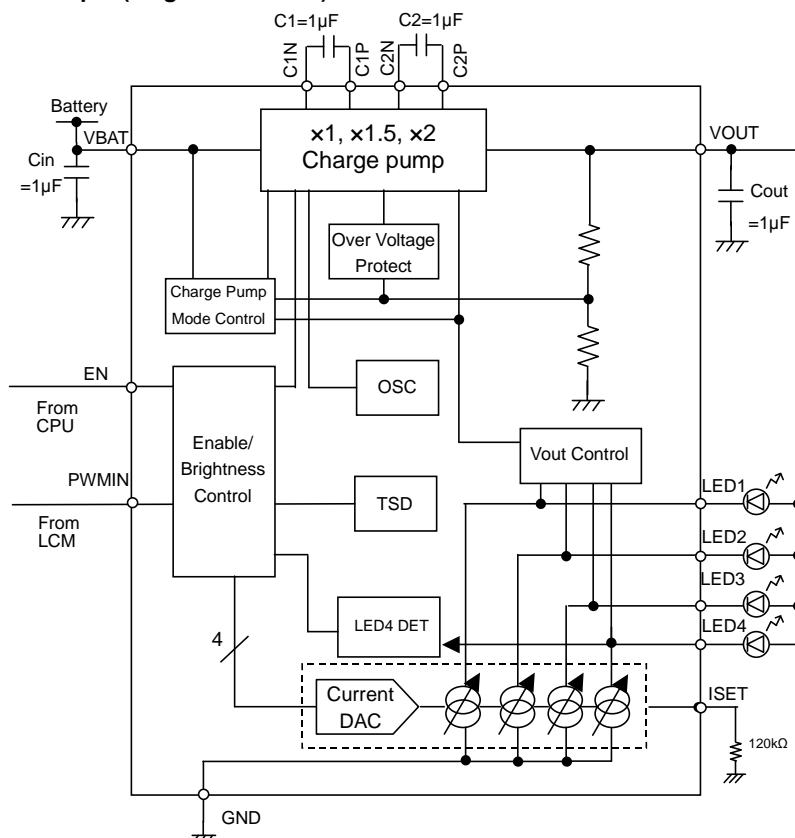 C1=1µF
C2=1µF
C1N
C1P
C2N
C2P
Battery
VBAT
Cin
=1µF
×1, ×1.5, ×2
Charge pump
VOUT
Cout
=1µF
Over Voltage
Protect
Charge Pump
Mode Control
EN
From
CPU
OSC
Enable/
Brightness
Control
PWMIN
From
LCM
TSD
Vout Control
LED1
LED2
LED3
LED4
LED4 DET
4
Current
DAC
ISET
120kΩ
GND